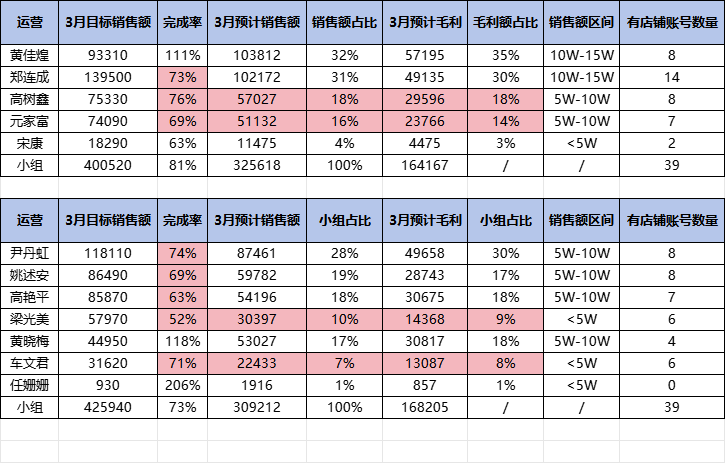 运营 3月目标销售额 完成率 3月预计销售额 销售额占比 3月预计毛利 毛利额占比 销售额区间 有店铺账号数量
黄佳煌 93310 111% 103812 32% 57195 35% 10W-15W 8
郑连成 139500 73% 102172 31% 49135 30% 10W-15W 14
高树鑫 75330 76% 57027 18% 29596 18% 5W-10W 8
元家富 74090 69% 51132 16% 23766 14% 5W-10W 7
宋康 18290 63% 11475 4% 4475 3% <5W 2
小组 400520 81% 325618 100% 164167 / / 39
运营 3月目标销售额 完成率 3月预计销售额 小组占比 3月预计毛利 小组占比 销售额区间 有店铺账号数量
尹丹虹 118110 74% 87461 28% 49658 30% 5W-10W 8
姚述安 86490 69% 59782 19% 28743 17% 5W-10W 8
高艳平 85870 63% 54196 18% 30675 18% 5W-10W 7
梁光美 57970 52% 30397 10% 14368 9% <5W 6
黄晓梅 44950 118% 53027 17% 30817 18% 5W-10W 4
车文君 31620 71% 22433 7% 13087 8% <5W 6
任姗姗 930 206% 1916 1% 857 1% <5W 0
小组 425940 73% 309212 100% 168205 / / 39